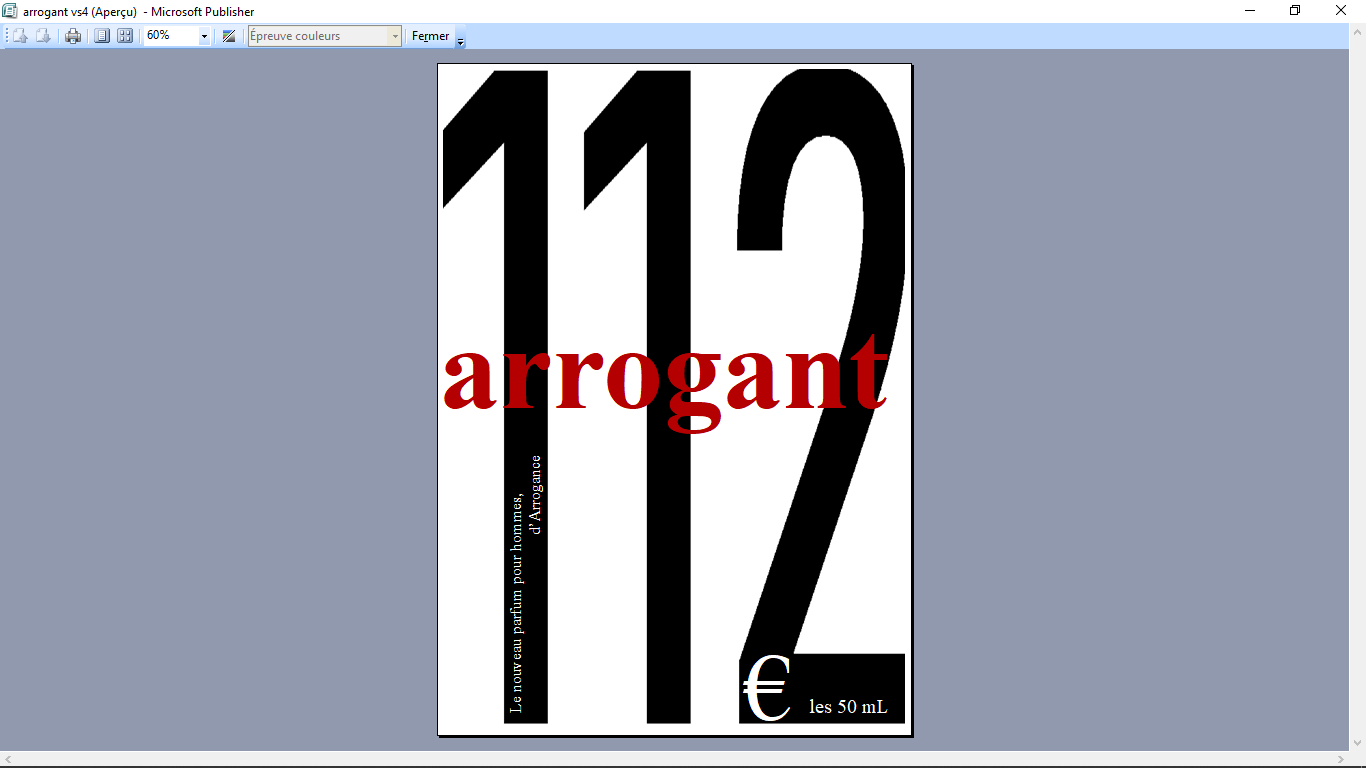 arrogant vs4 (Aperçu) - Microsoft Publisher
60%
Épreuve couleurs
Fermer
112
arrogant
Le nouveau parfum pour hommes,
d’Arrogance
€
les 50 mL